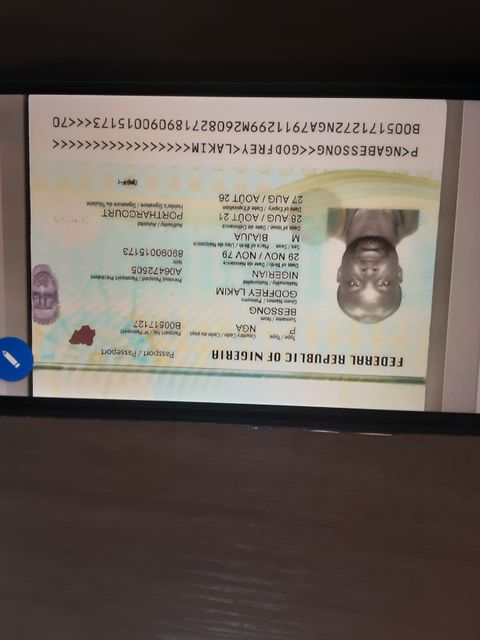 FEDERAL REPUBLIC OF NIGERIA
Passport / Passeport
Type / Type
Country Code / Code du pays
Passport No. / N° Passeport
P
NGA
B00517127
Surname / Nom
BESSONG
Given Names / Prénoms
GODFREY LAKIM
Nationality / Nationalité
Previous Passport / Passeport Précédent
NIGERIAN
A06472505
Date of Birth / Date de Naissance
NIN
29 NOV / NOV 79
89090015173
Sex / Sexe
Place of Birth / Lieu de Naissance
M
BIAJUA
Date of Issue / Date de Délivrance
Authority / Autorité
28 AUG / AOÛT 21
PORTHARCOURT
Date of Expiry / Date d'Expiration
Holder's Signature / Signature du Titulaire
27 AUG / AOÛT 26
P<NGABESSONG<<GODFREY<LAKIM<<<<<<<<<<<<<<<<<
B005171272NGA7911299M260827189090015173<<<70